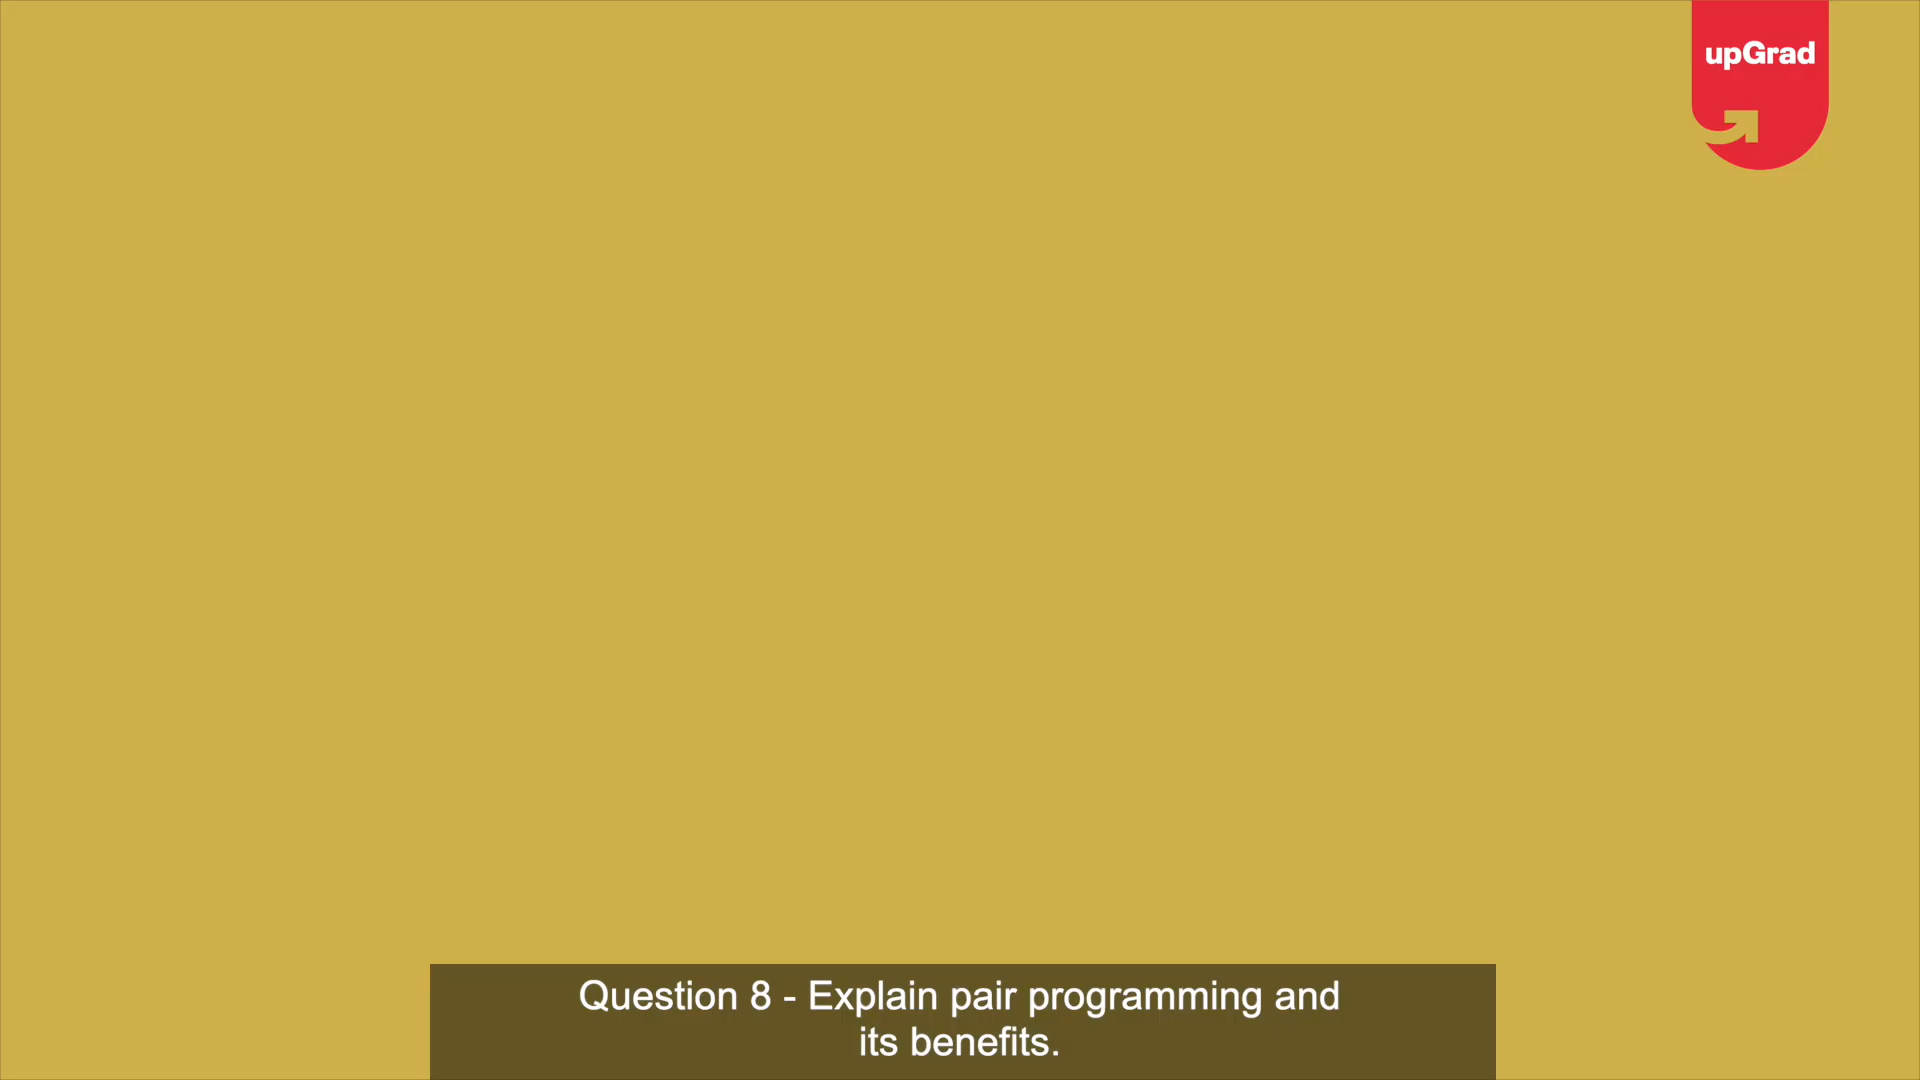 upGrad
Question 8 - Explain pair programming and
its benefits.